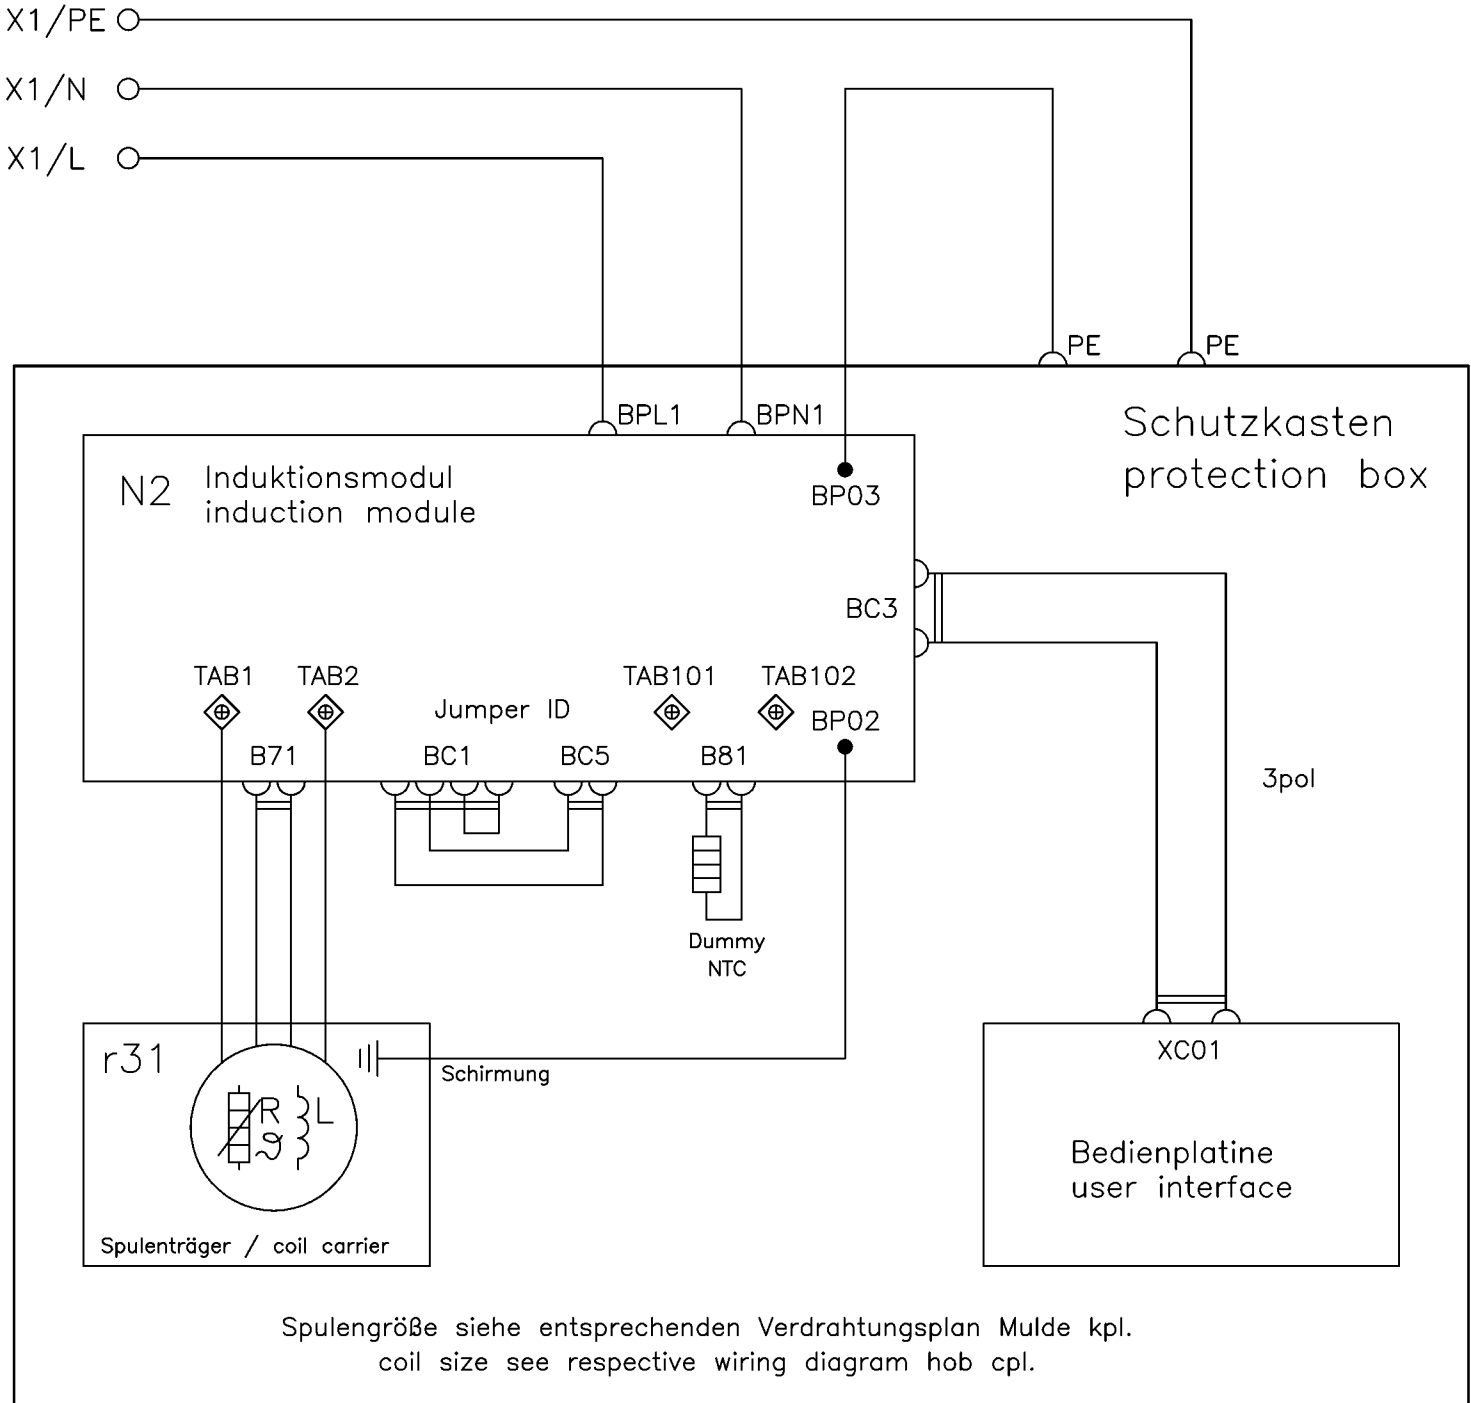 X1/PE
X1/N
X1/L
PE
PE
BPL1
BPN1
Schutzkasten
protection box
N2
Induktionsmodul
induction module
BP03
BC3
TAB1
TAB2
Jumper ID
TAB101
TAB102
BP02
B71
BC1
BC5
B81
3pol
Dummy
NTC
r31
Schirmung
R
L
ϑ
XC01
Bedienplatine
user interface
Spulenträger / coil carrier
Spulengröße siehe entsprechenden Verdrahtungsplan Mulde kpl.
coil size see respective wiring diagram hob cpl.